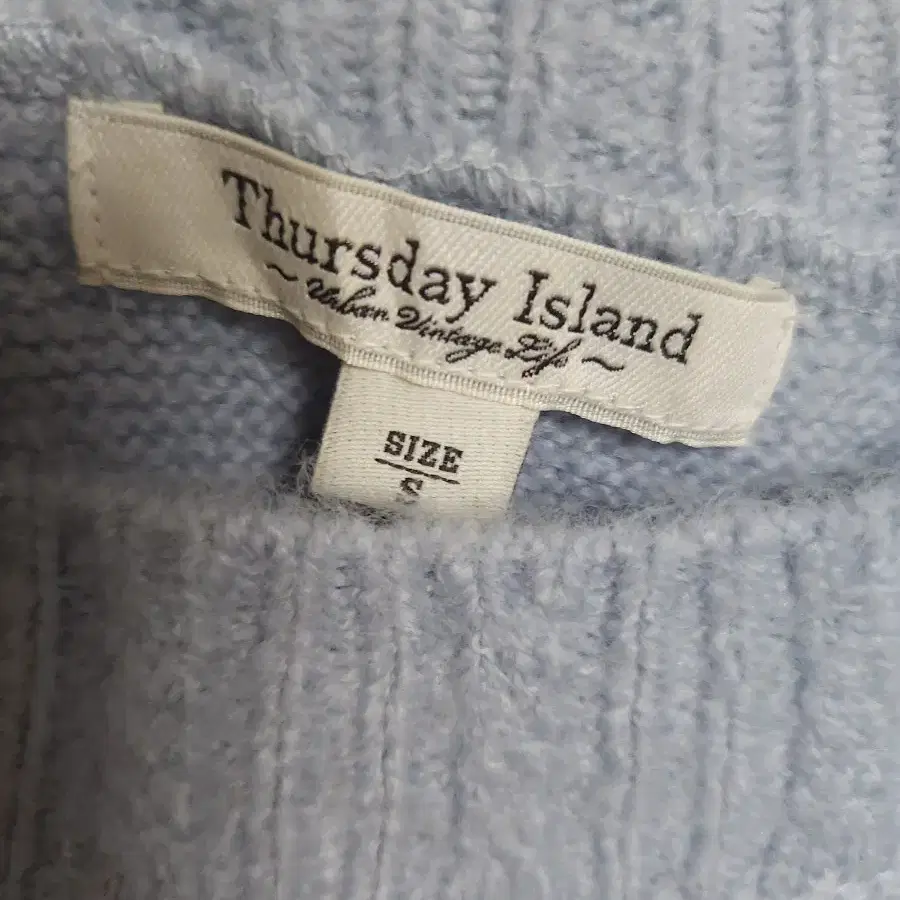 Thursday Island
~ Urban Vintage Life ~
SIZE
S